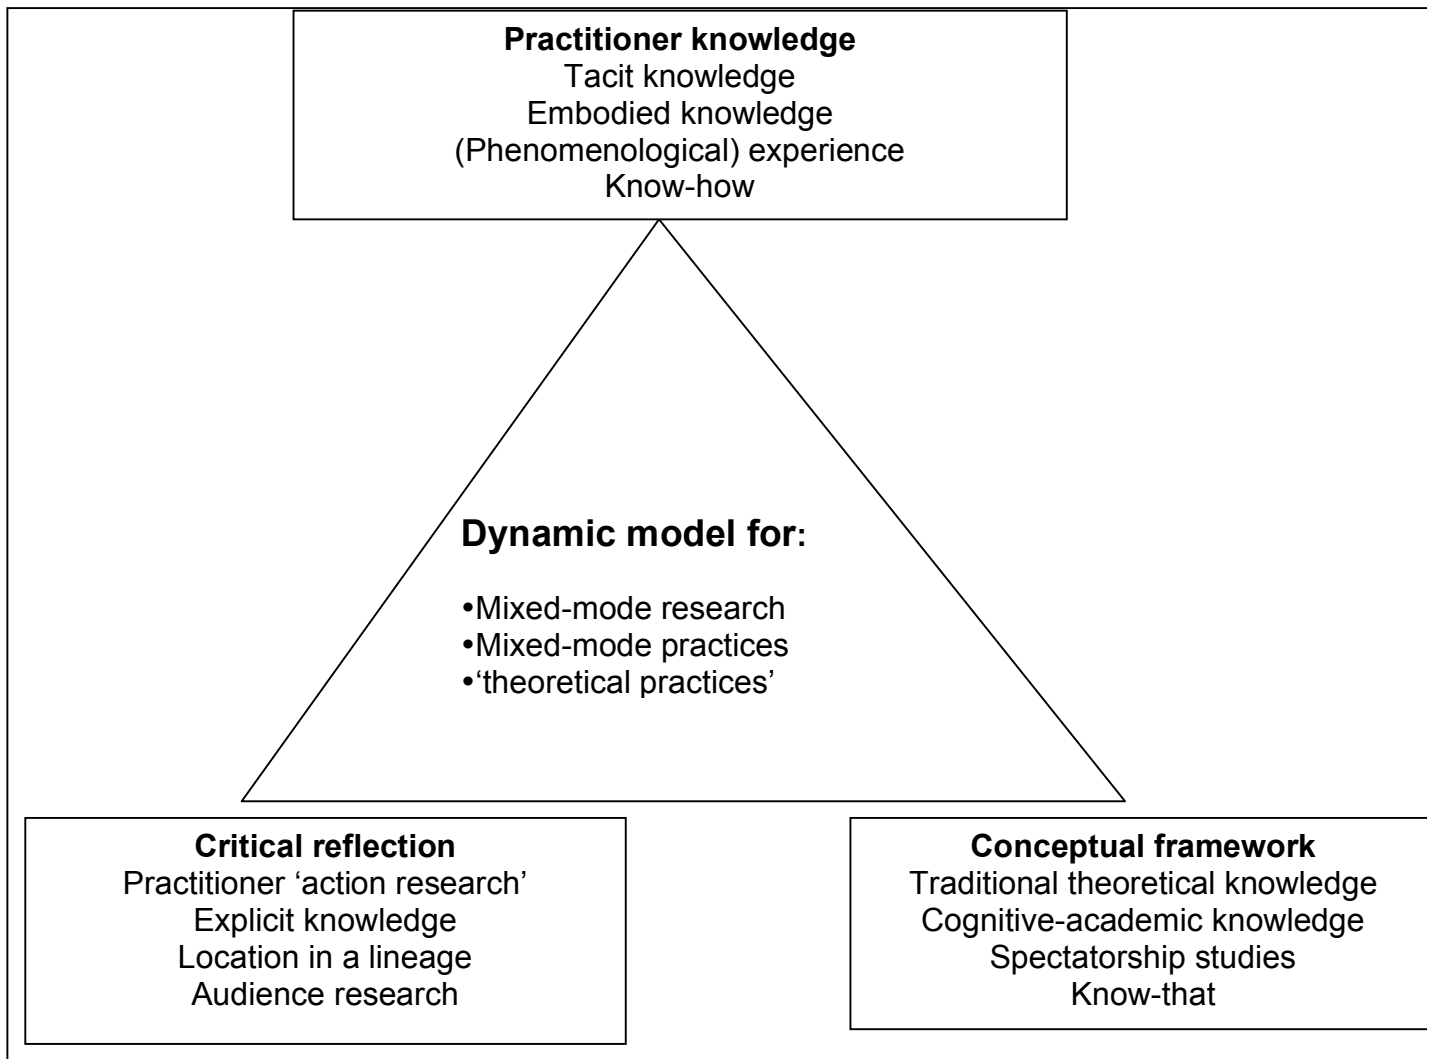 Practitioner knowledge
Tacit knowledge
Embodied knowledge
(Phenomenological) experience
Know-how
Dynamic model for:
•Mixed-mode research
•Mixed-mode practices
•‘theoretical practices’
Critical reflection
Practitioner ‘action research’
Explicit knowledge
Location in a lineage
Audience research
Conceptual framework
Traditional theoretical knowledge
Cognitive-academic knowledge
Spectatorship studies
Know-that